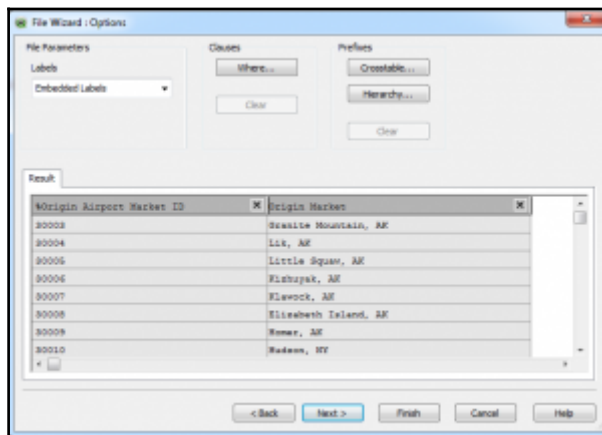 File Wizard : Options
File Parameters
Clauses
Prefixes
Labels
Embedded Labels
Where...
Clear
Crosstable...
Hierarchy...
Clear
Result
%Origin Airport Market ID
Origin Market
30003
Granite Mountain, AK
30004
Lik, AK
30005
Little Squaw, AK
30006
Kizhuyak, AK
30007
Klawock, AK
30008
Elizabeth Island, AK
30009
Homer, AK
30010
Hudson, NY
< Back
Next >
Finish
Cancel
Help